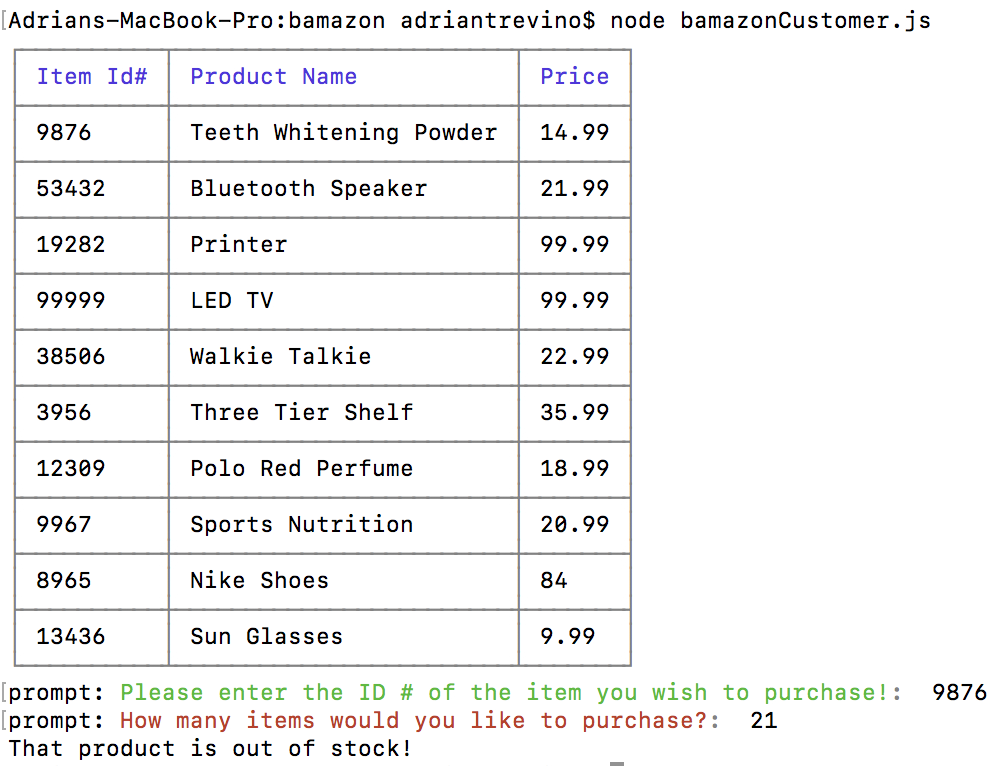 [Adrians-MacBook-Pro:bamazon adriantrevino$ node bamazonCustomer.js
Item Id# Product Name Price
9876 Teeth Whitening Powder 14.99
53432 Bluetooth Speaker 21.99
19282 Printer 99.99
99999 LED TV 99.99
38506 Walkie Talkie 22.99
3956 Three Tier Shelf 35.99
12309 Polo Red Perfume 18.99
9967 Sports Nutrition 20.99
8965 Nike Shoes 84
13436 Sun Glasses 9.99
[prompt: Please enter the ID # of the item you wish to purchase!:  9876
[prompt: How many items would you like to purchase?:  21
That product is out of stock!